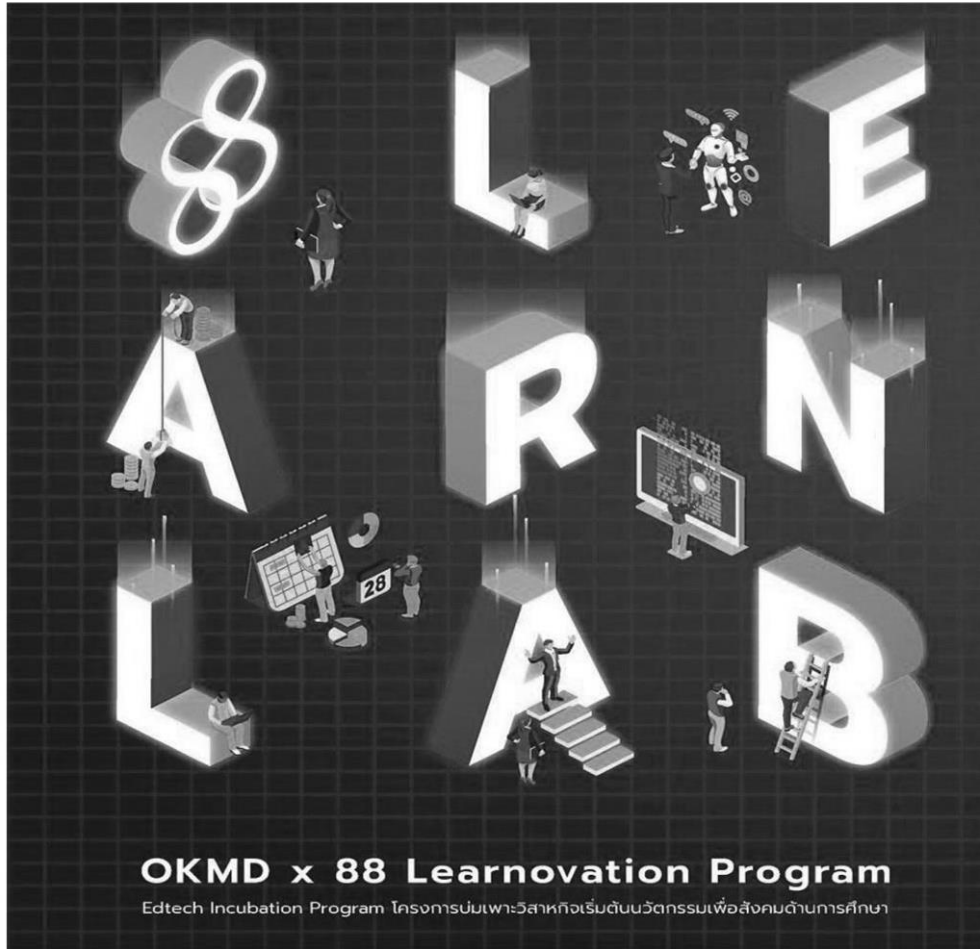 88 L E
A R N
28
L A B
OKMD x 88 Learnovation Program
Edtech Incubation Program โครงการบ่มเพาะวิสาหกิจเริ่มต้นนวัตกรรมเพื่อสังคมด้านการศึกษา